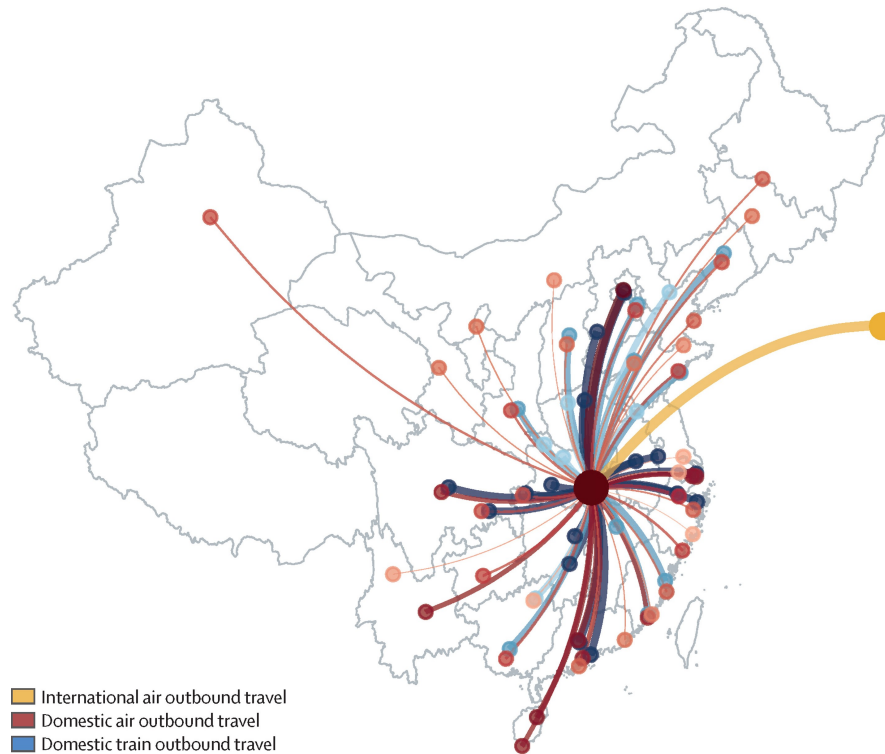 International air outbound travel
Domestic air outbound travel
Domestic train outbound travel